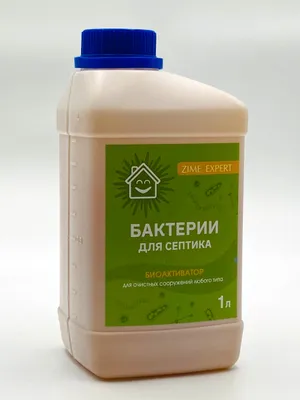 ZIME EXPERT
БАКТЕРИИ
ДЛЯ СЕПТИКА
БИОАКТИВАТОР
для очистных сооружений любого типа
1л